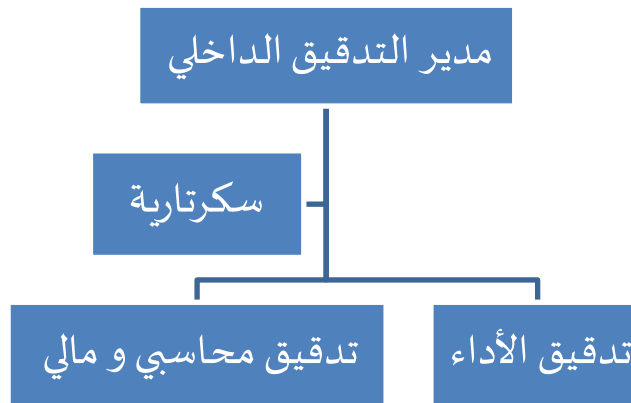 مدير التدقيق الداخلي
سكرتارية
تدقيق الأداء
تدقيق محاسبي و مالي